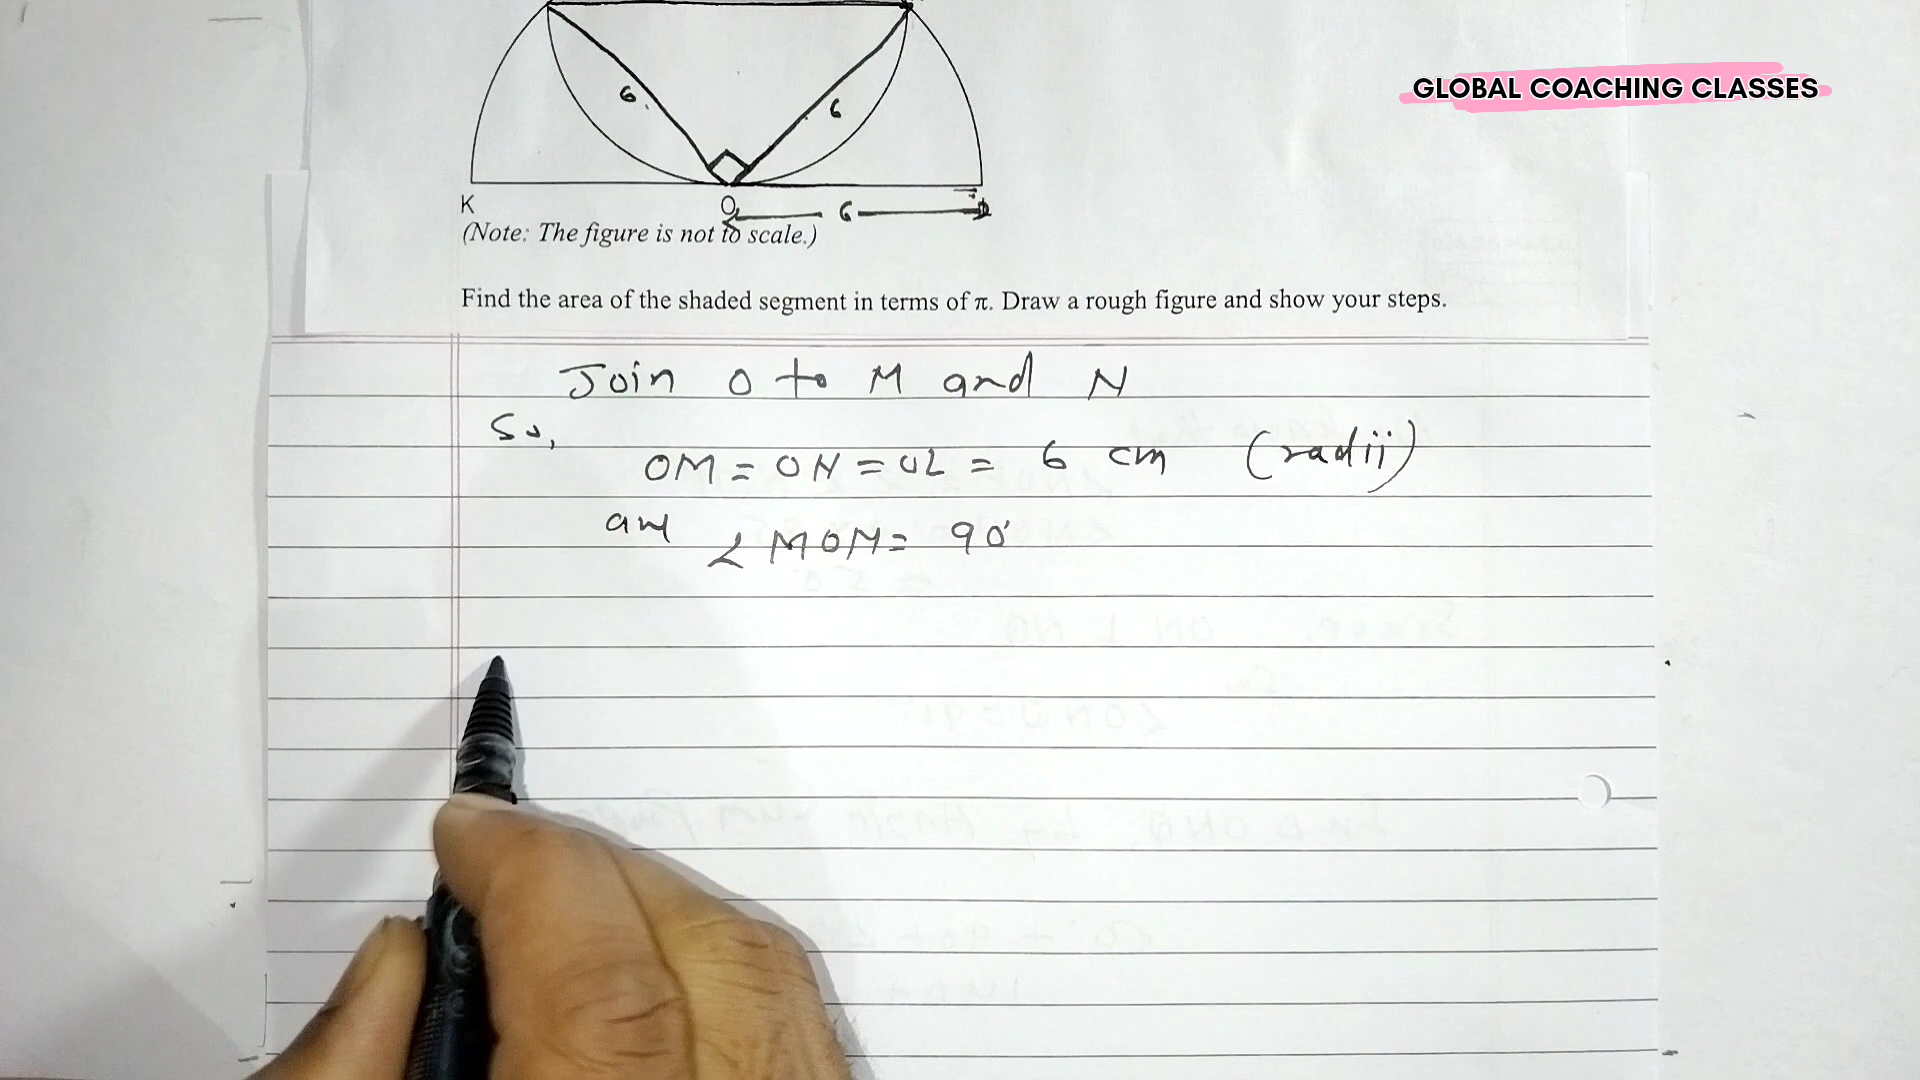 GLOBAL COACHING CLASSES
6
6
K
O
6
(Note: The figure is not to scale.)
Find the area of the shaded segment in terms of π. Draw a rough figure and show your steps.
Join O to M and N
So,
OM = ON = OL = 6 cm (radii)
and
∠MON = 90°